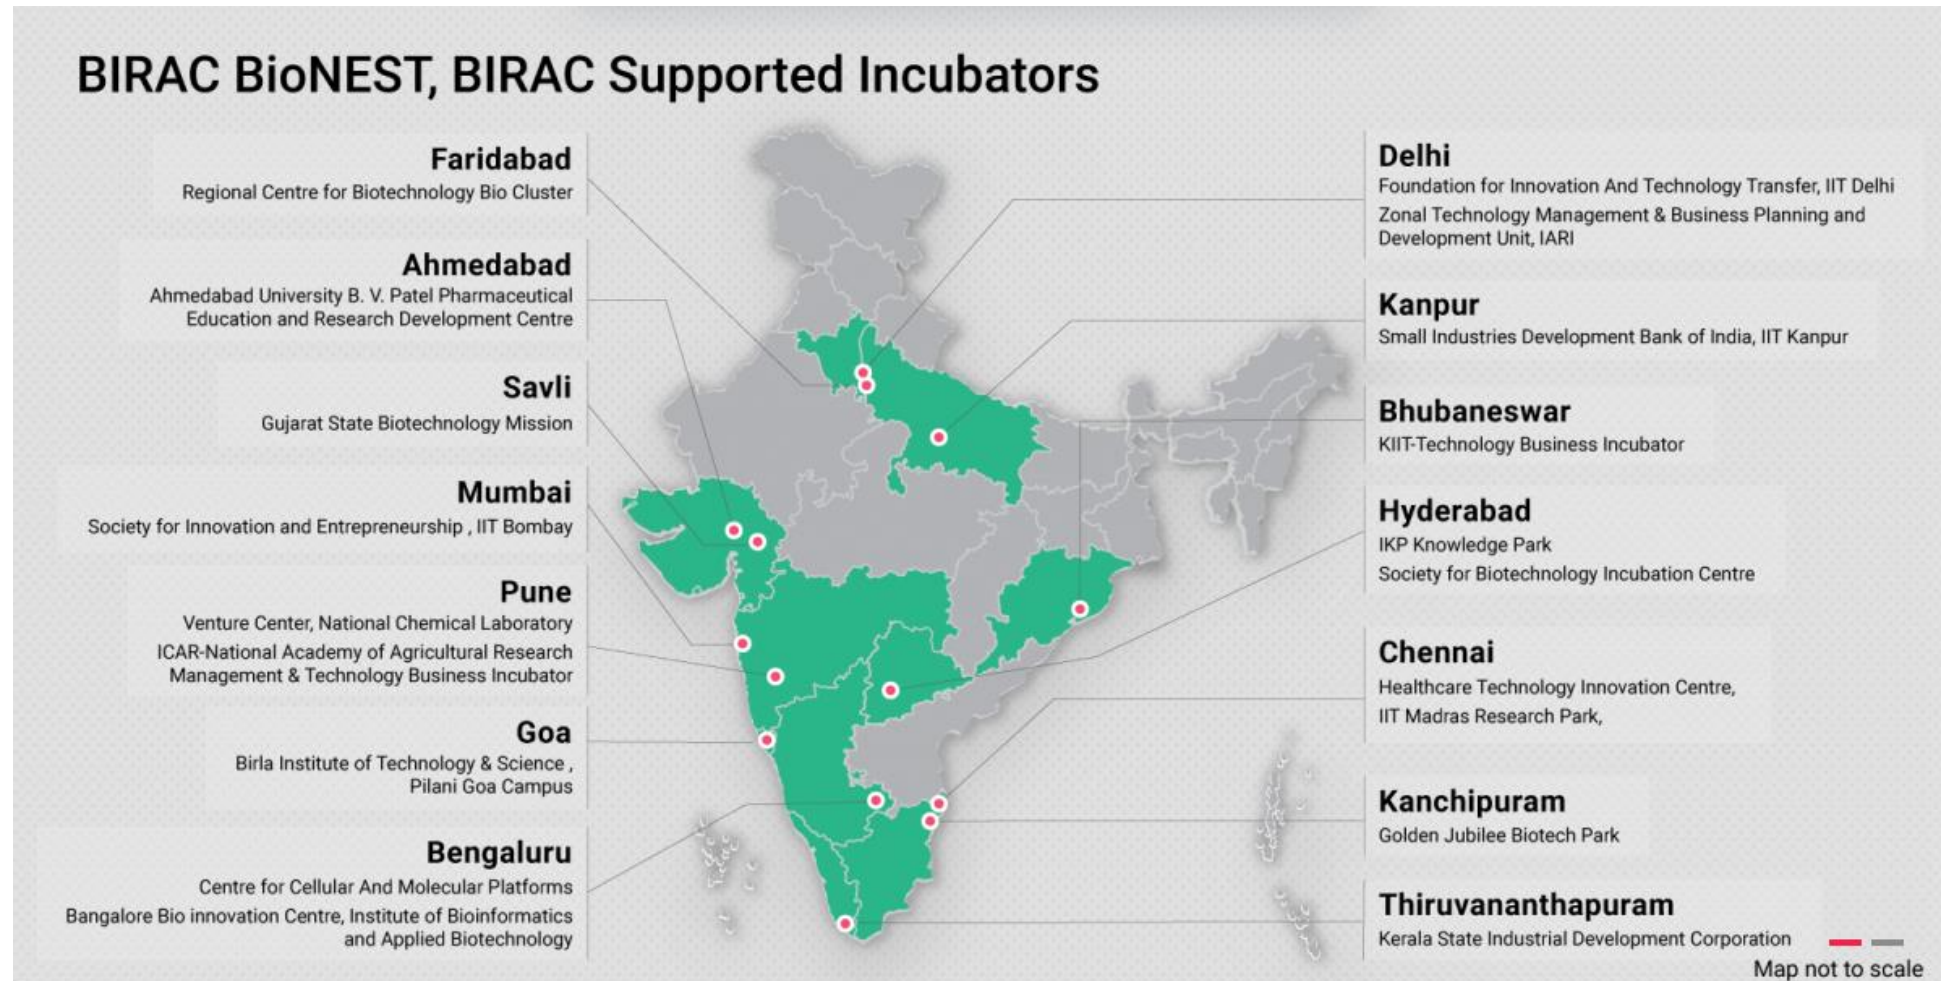 BIRAC BioNEST, BIRAC Supported Incubators
Faridabad
Regional Centre for Biotechnology Bio Cluster
Ahmedabad
Ahmedabad University B. V. Patel Pharmaceutical
Education and Research Development Centre
Savli
Gujarat State Biotechnology Mission
Mumbai
Society for Innovation and Entrepreneurship , IIT Bombay
Pune
Venture Center, National Chemical Laboratory
ICAR-National Academy of Agricultural Research
Management & Technology Business Incubator
Goa
Birla Institute of Technology & Science ,
Pilani Goa Campus
Bengaluru
Centre for Cellular And Molecular Platforms
Bangalore Bio innovation Centre, Institute of Bioinformatics
and Applied Biotechnology
Delhi
Foundation for Innovation And Technology Transfer, IIT Delhi
Zonal Technology Management & Business Planning and
Development Unit, IARI
Kanpur
Small Industries Development Bank of India, IIT Kanpur
Bhubaneswar
KIIT-Technology Business Incubator
Hyderabad
IKP Knowledge Park
Society for Biotechnology Incubation Centre
Chennai
Healthcare Technology Innovation Centre,
IIT Madras Research Park,
Kanchipuram
Golden Jubilee Biotech Park
Thiruvananthapuram
Kerala State Industrial Development Corporation
Map not to scale